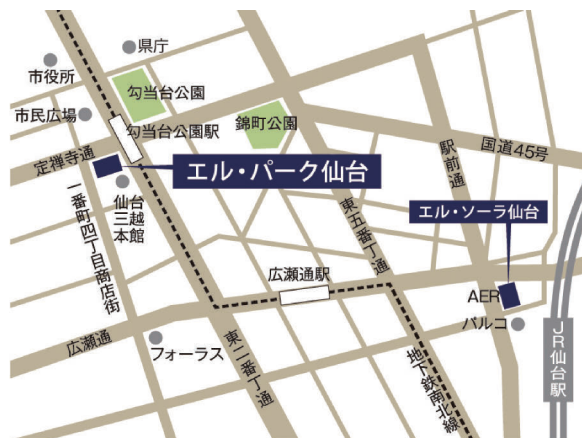 県庁
市役所
勾当台公園
市民広場
勾当台公園駅
錦町公園
国道45号
定禅寺通
エル・パーク仙台
駅前通
仙台
三越
本館
エル・ソーラ仙台
一番町四丁目商店街
東五番丁通
広瀬通駅
AER
パルコ
広瀬通
フォーラス
東二番丁通
地下鉄南北線
JR仙台駅